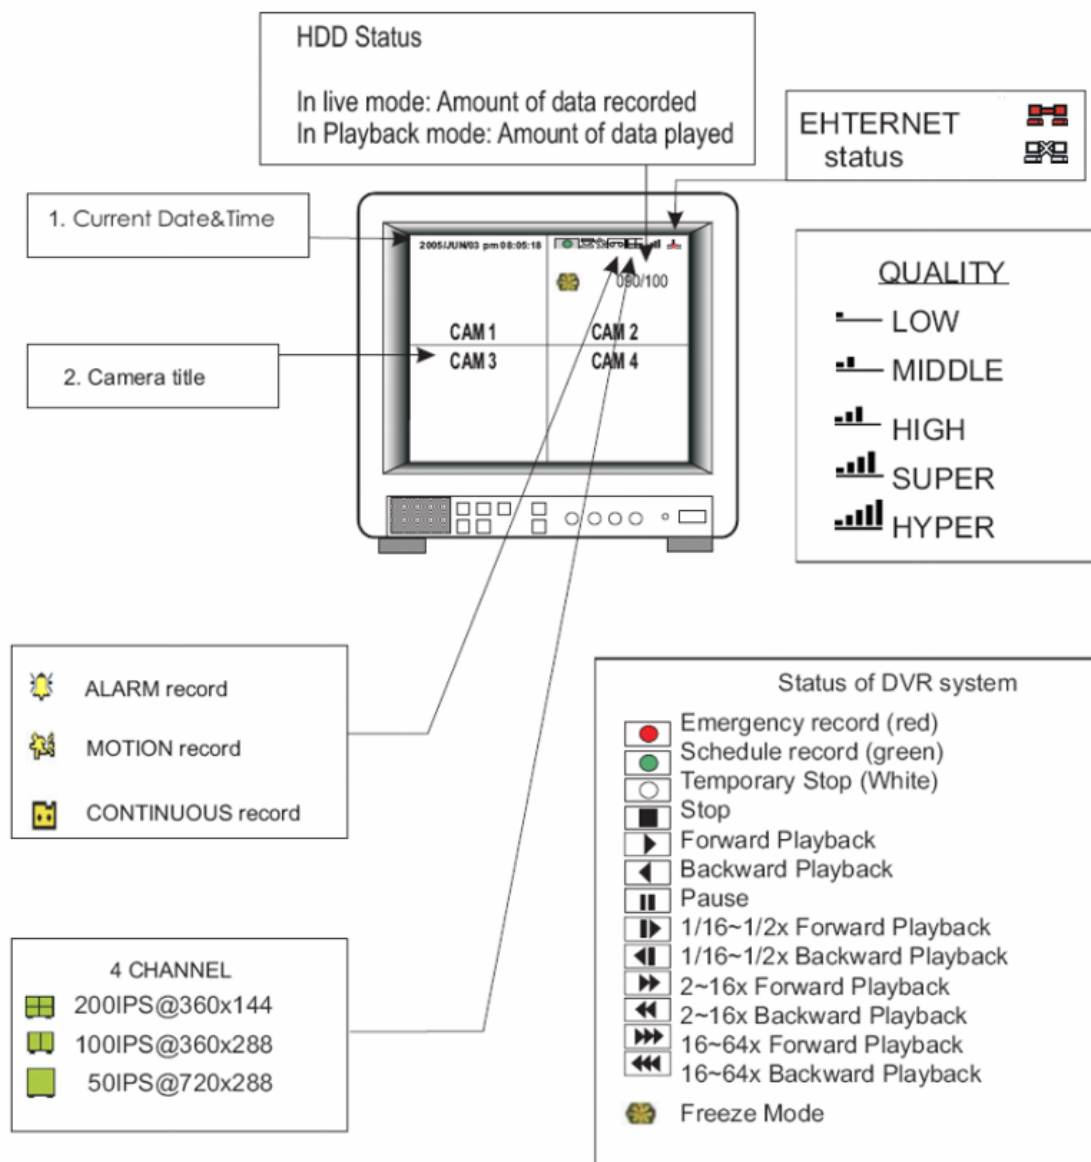 HDD Status
In live mode: Amount of data recorded
In Playback mode: Amount of data played
EHTERNET
status
1. Current Date&Time
2005/JUN/03 pm 08:05:18
090/100
CAM 1
CAM 2
CAM 3
CAM 4
2. Camera title
QUALITY
LOW
MIDDLE
HIGH
SUPER
HYPER
ALARM record
MOTION record
CONTINUOUS record
4 CHANNEL
200IPS@360x144
100IPS@360x288
50IPS@720x288
Status of DVR system
Emergency record (red)
Schedule record (green)
Temporary Stop (White)
Stop
Forward Playback
Backward Playback
Pause
1/16~1/2x Forward Playback
1/16~1/2x Backward Playback
2~16x Forward Playback
2~16x Backward Playback
16~64x Forward Playback
16~64x Backward Playback
Freeze Mode